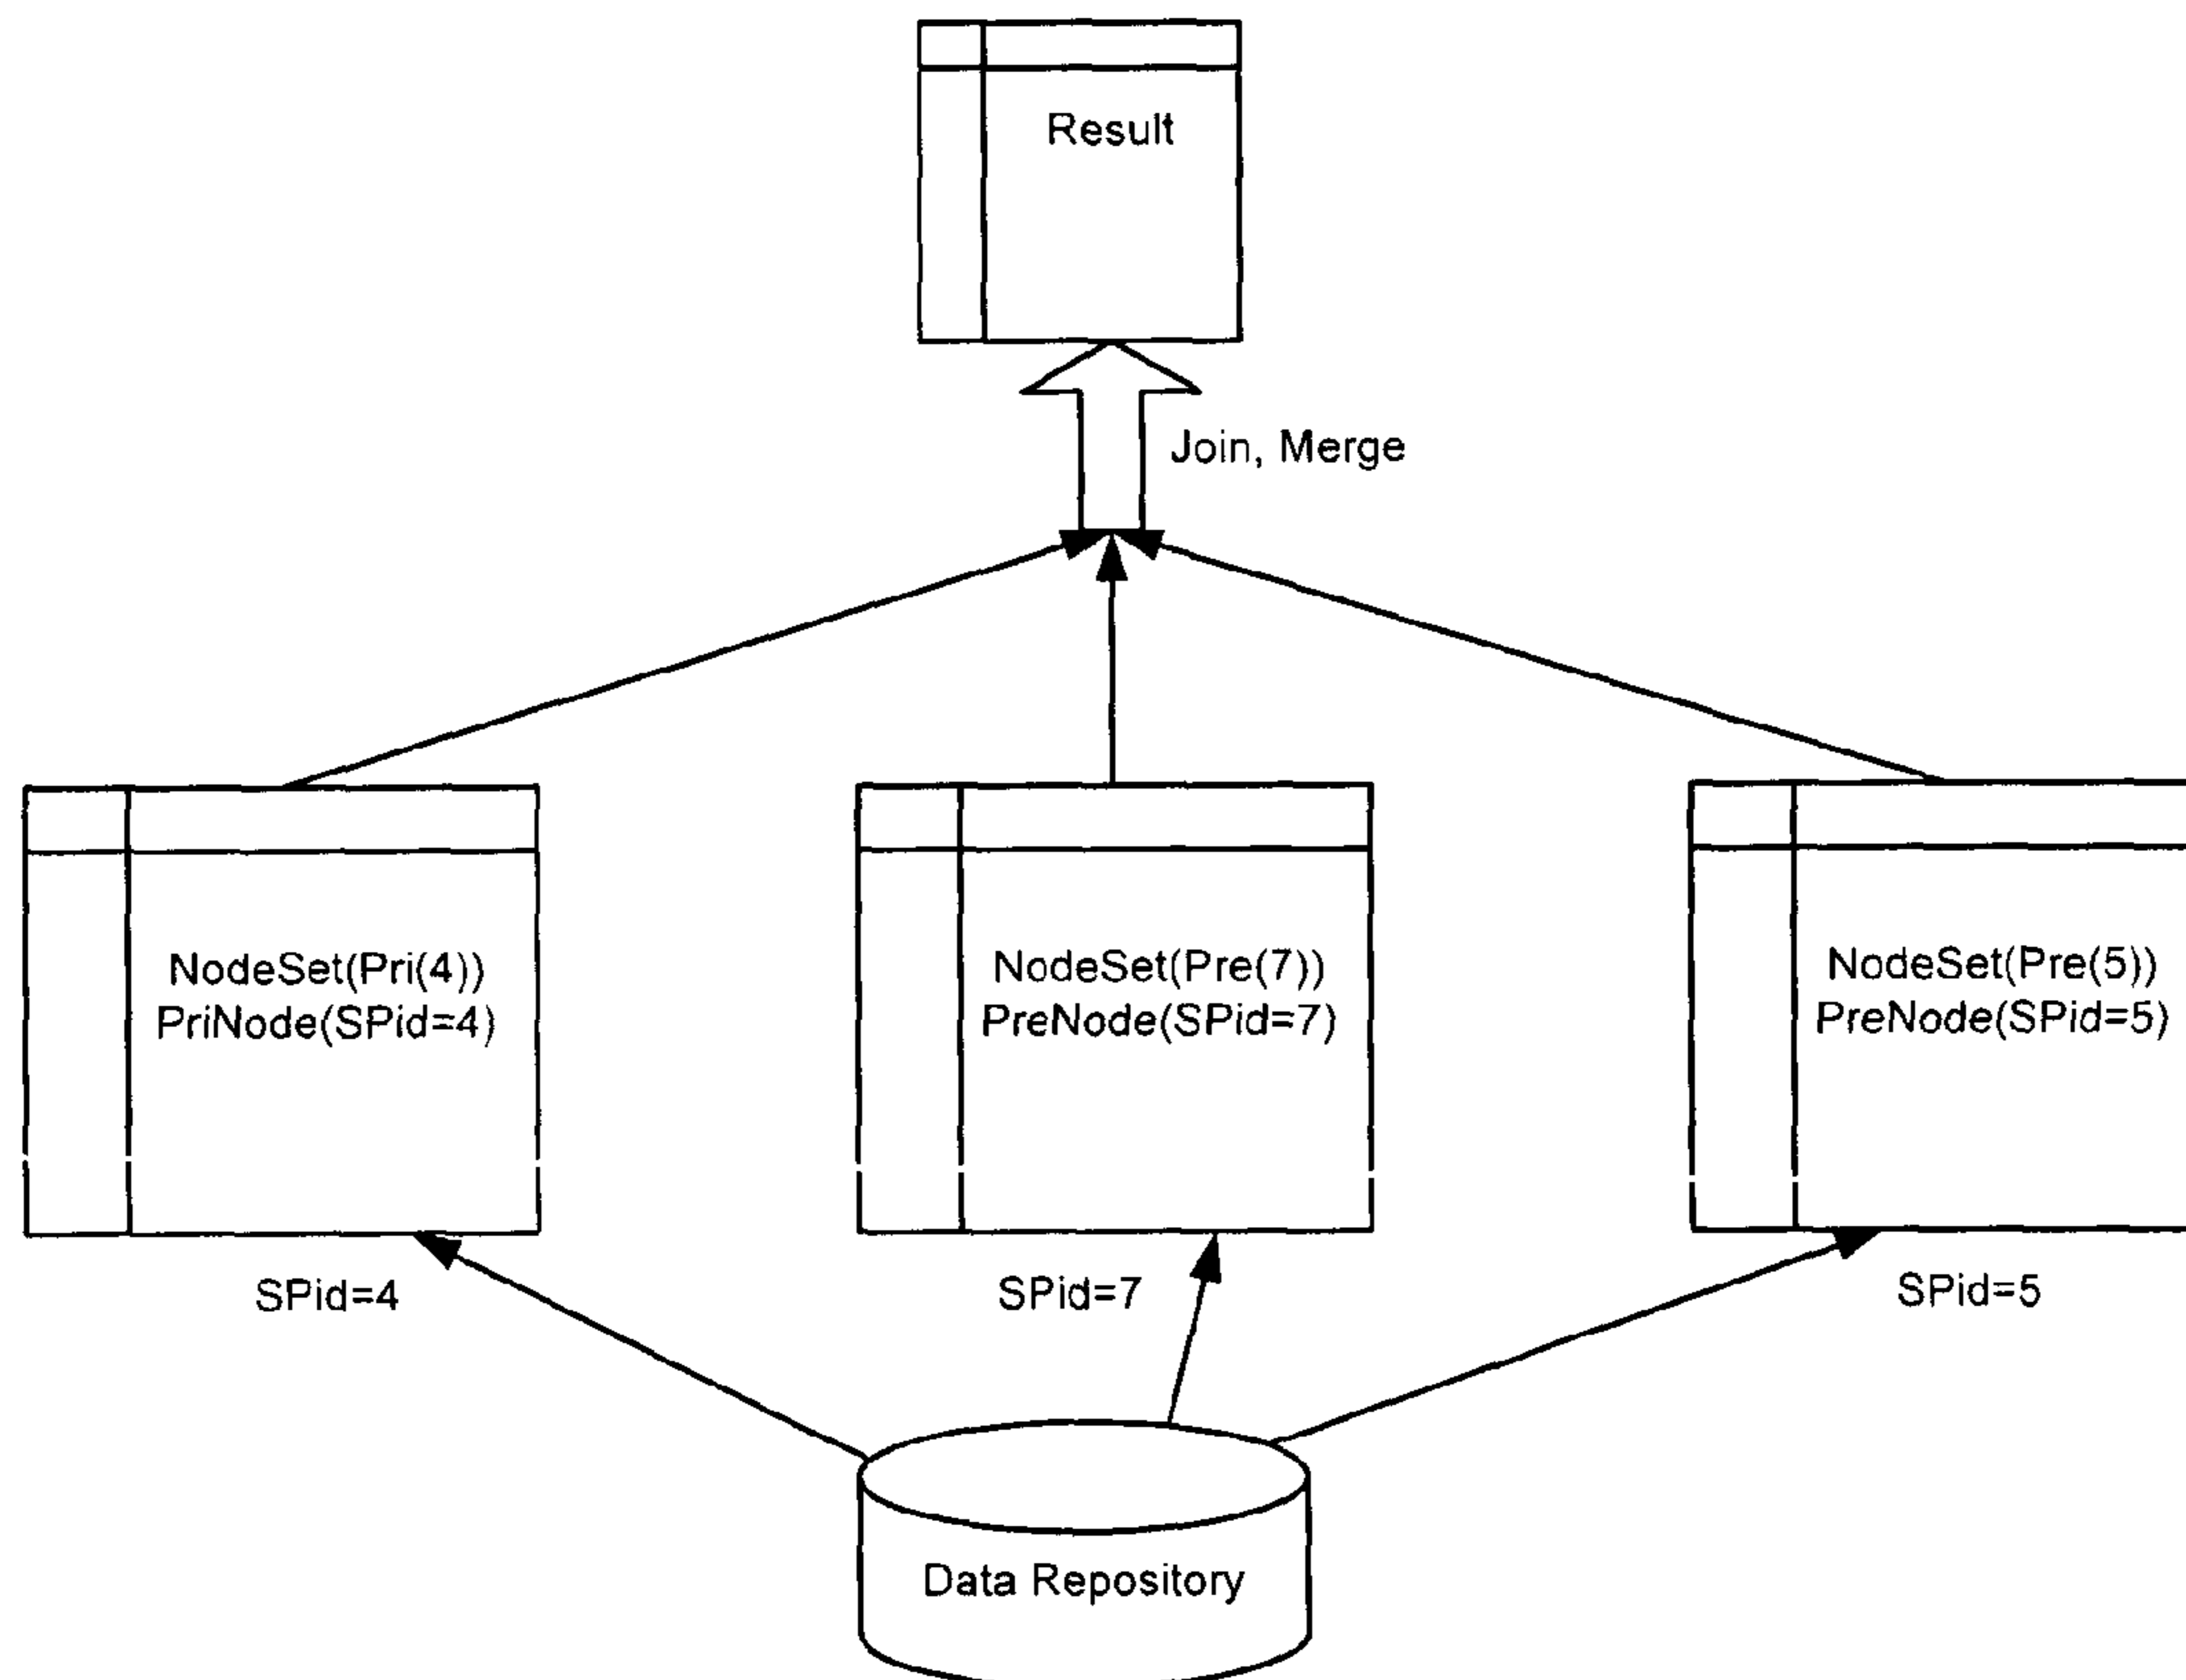 Result
Join, Merge
NodeSet(Pri(4))
PriNode(SPid=4)
NodeSet(Pre(7))
PreNode(SPid=7)
NodeSet(Pre(5))
PreNode(SPid=5)
SPid=4
SPid=7
SPid=5
Data Repository